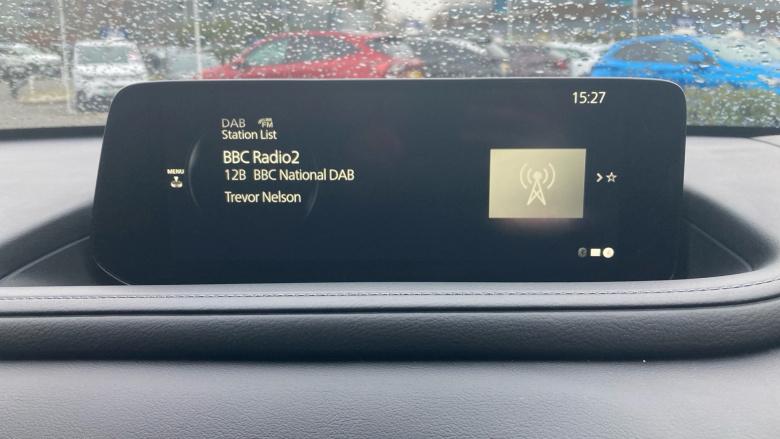 15:27
DAB FM
Station List
BBC Radio2
12B BBC National DAB
MENU
Trevor Nelson